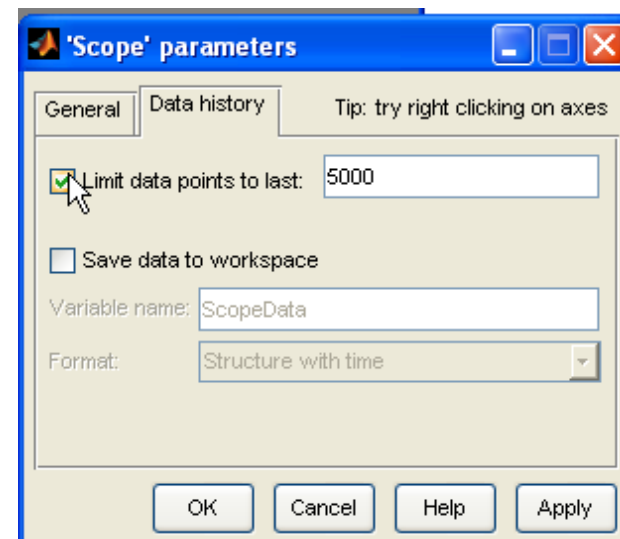 'Scope' parameters
General Data history Tip: try right clicking on axes
Limit data points to last: 5000
Save data to workspace
Variable name: ScopeData
Format: Structure with time
OK Cancel Help Apply